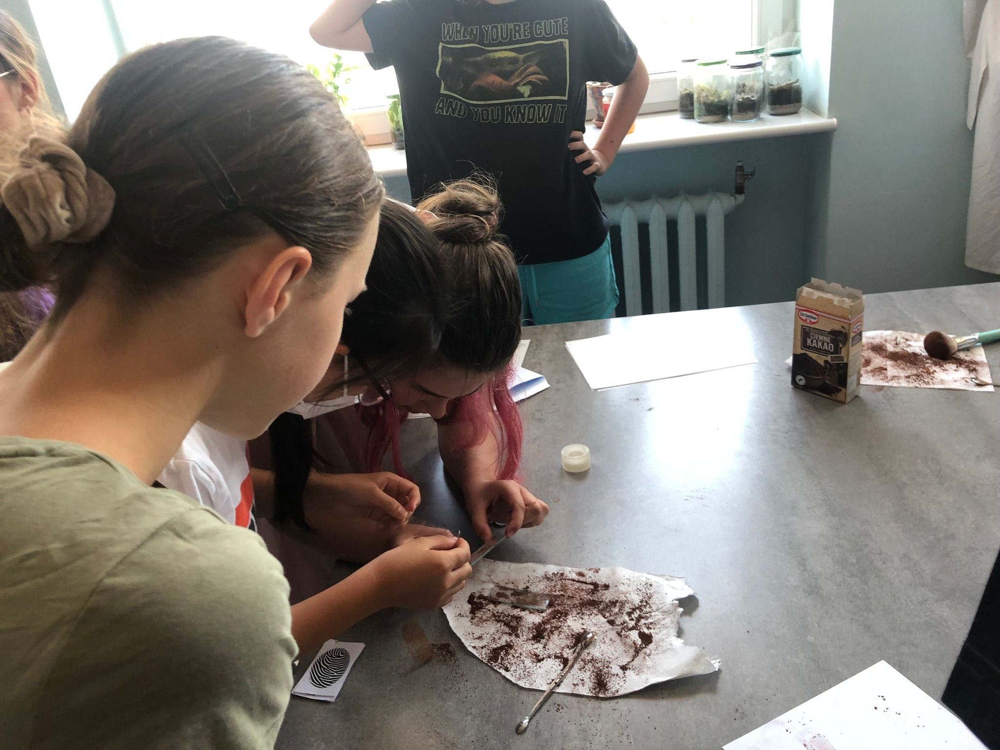 WHEN YOU'RE CUTE
AND YOU KNOW IT
Dr.Oetker
CIEMNE
KAKAO